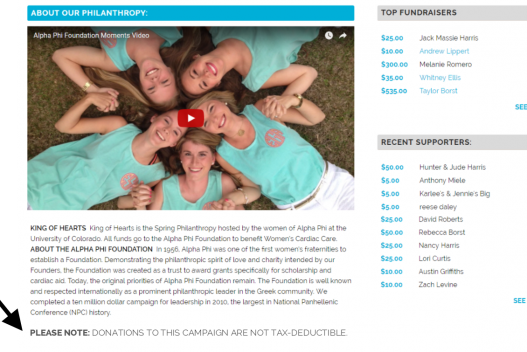 ABOUT OUR PHILANTHROPY:
Alpha Phi Foundation Moments Video
KING OF HEARTS King of Hearts is the Spring Philanthropy hosted by the women of Alpha Phi at the
University of Colorado. All funds go to the Alpha Phi Foundation to benefit Women's Cardiac Care.
ABOUT THE ALPHA PHI FOUNDATION In 1956, Alpha Phi was one of the first women's fraternities to
establish a Foundation. Demonstrating the philanthropic spirit of love and charity intended by our
Founders, the Foundation was created as a trust to award grants specifically for scholarship and
cardiac aid. Today, the original priorities of Alpha Phi Foundation remain. The Foundation is well known
and respected internationally as a prominent philanthropic leader in the Greek community. We
completed a ten million dollar campaign for leadership in 2010, the largest in National Panhellenic
Conference (NPC) history.
PLEASE NOTE: DONATIONS TO THIS CAMPAIGN ARE NOT TAX-DEDUCTIBLE.
TOP FUNDRAISERS
$25.00 Jack Massie Harris
$10.00 Andrew Lippert
$300.00 Melanie Romero
$35.00 Whitney Ellis
$535.00 Taylor Borst
SEE
RECENT SUPPORTERS:
$50.00 Hunter & Jude Harris
$5.00 Anthony Miele
$5.00 Karlee's & Jennie's Big
$5.00 reese daley
$25.00 David Roberts
$50.00 Rebecca Borst
$25.00 Nancy Harris
$25.00 Lori Curtis
$10.00 Austin Griffiths
$10.00 Zach Levine
SEE